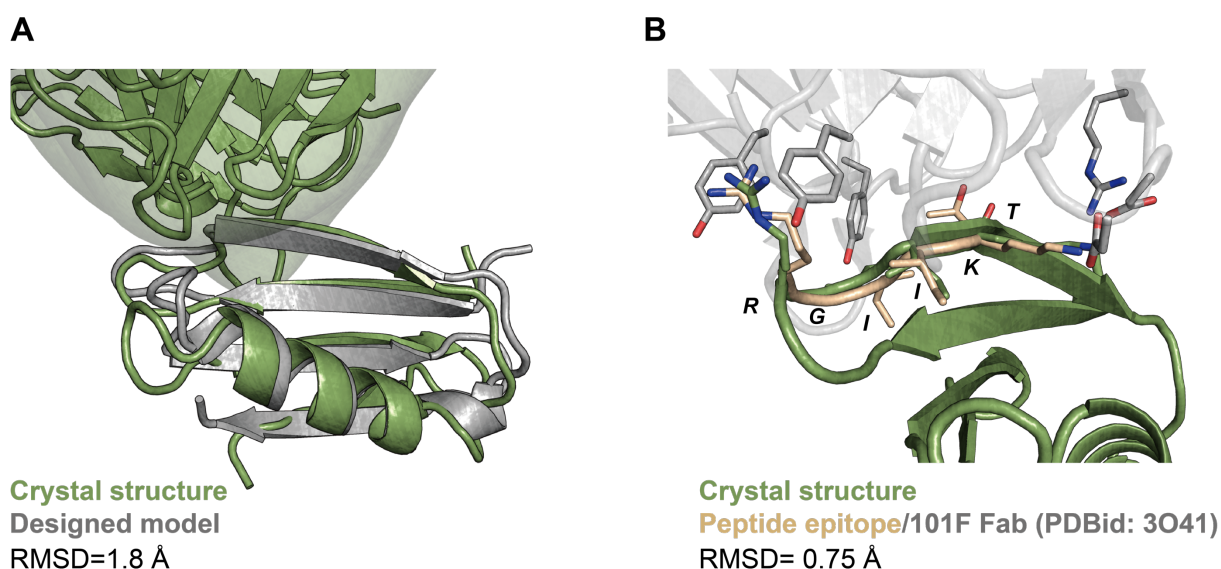 A
B
R
G
I
I
K
T
Crystal structure
Designed model
RMSD=1.8 Å
Crystal structure
Peptide epitope/101F Fab (PDBid: 3O41)
RMSD= 0.75 Å